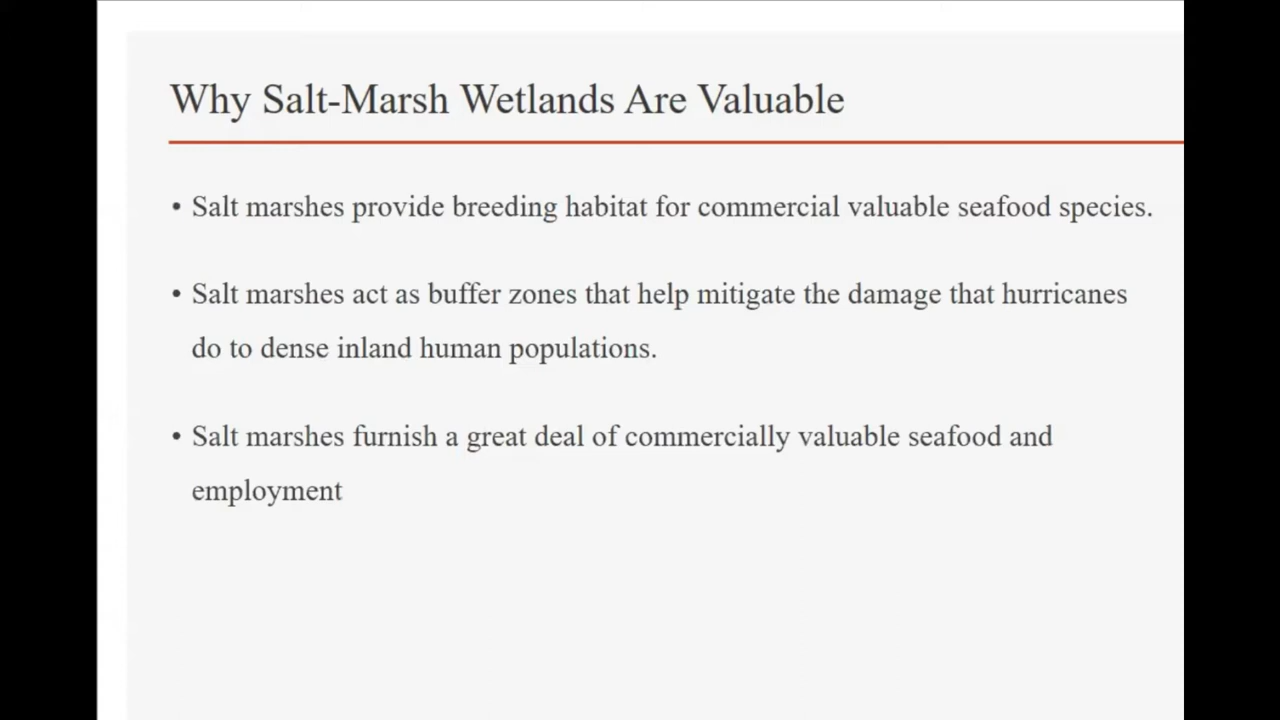 Why Salt-Marsh Wetlands Are Valuable
• Salt marshes provide breeding habitat for commercial valuable seafood species.
• Salt marshes act as buffer zones that help mitigate the damage that hurricanes
do to dense inland human populations.
• Salt marshes furnish a great deal of commercially valuable seafood and
employment